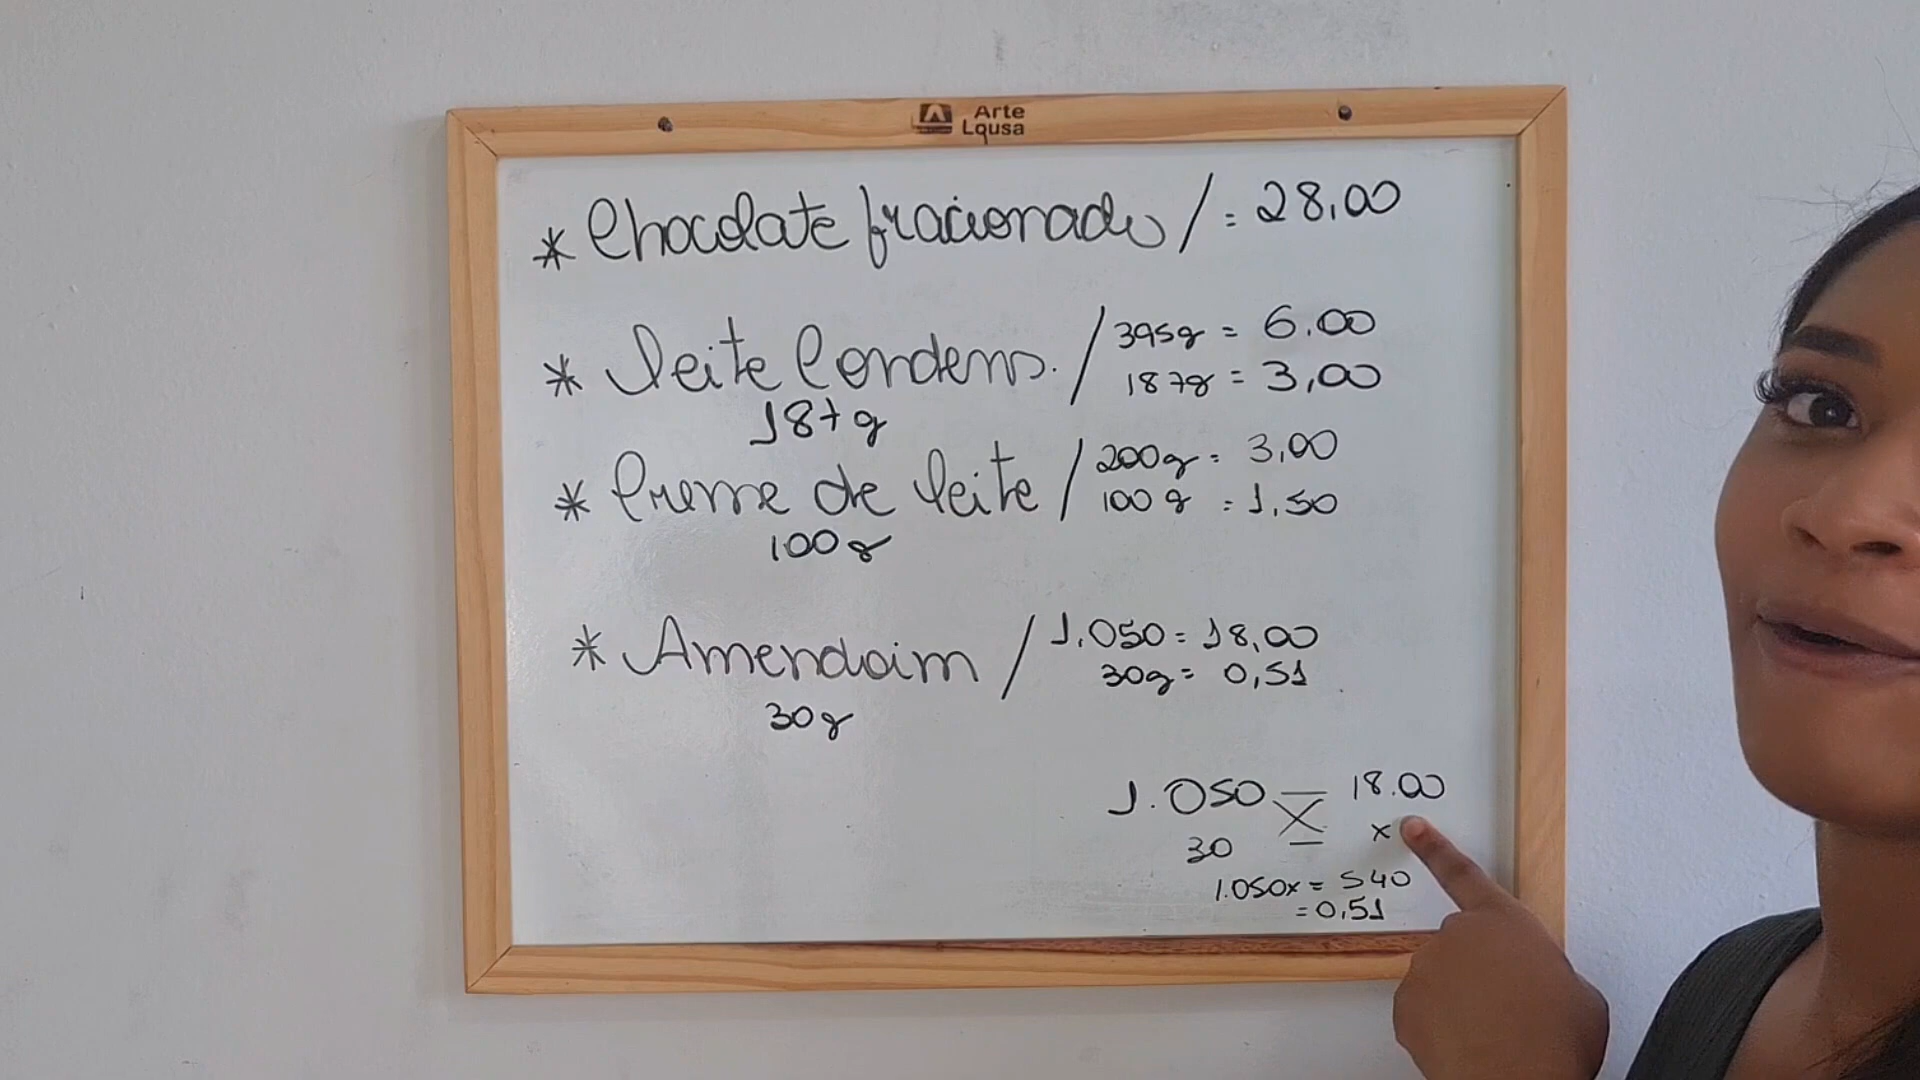 Arte
Lousa
* Chocolate fracionado / = 28,00
* Leite Condens. / 395g = 6.00
187g = 3,00
187g
* Creme de leite / 200g = 3,00
100g = 1,50
100g
* Amendoim / 1.050 = 18,00
30g = 0,51
30g
1.050 18.00
30 x
1.050x = 540
= 0,51